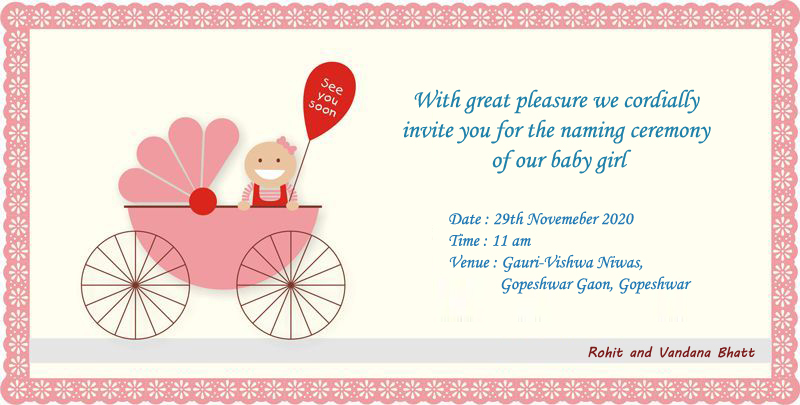 See
you
soon
With great pleasure we cordially
invite you for the naming ceremony
of our baby girl
Date : 29th Novemeber 2020
Time : 11 am
Venue : Gauri-Vishwa Niwas,
Gopeshwar Gaon, Gopeshwar
Rohit and Vandana Bhatt